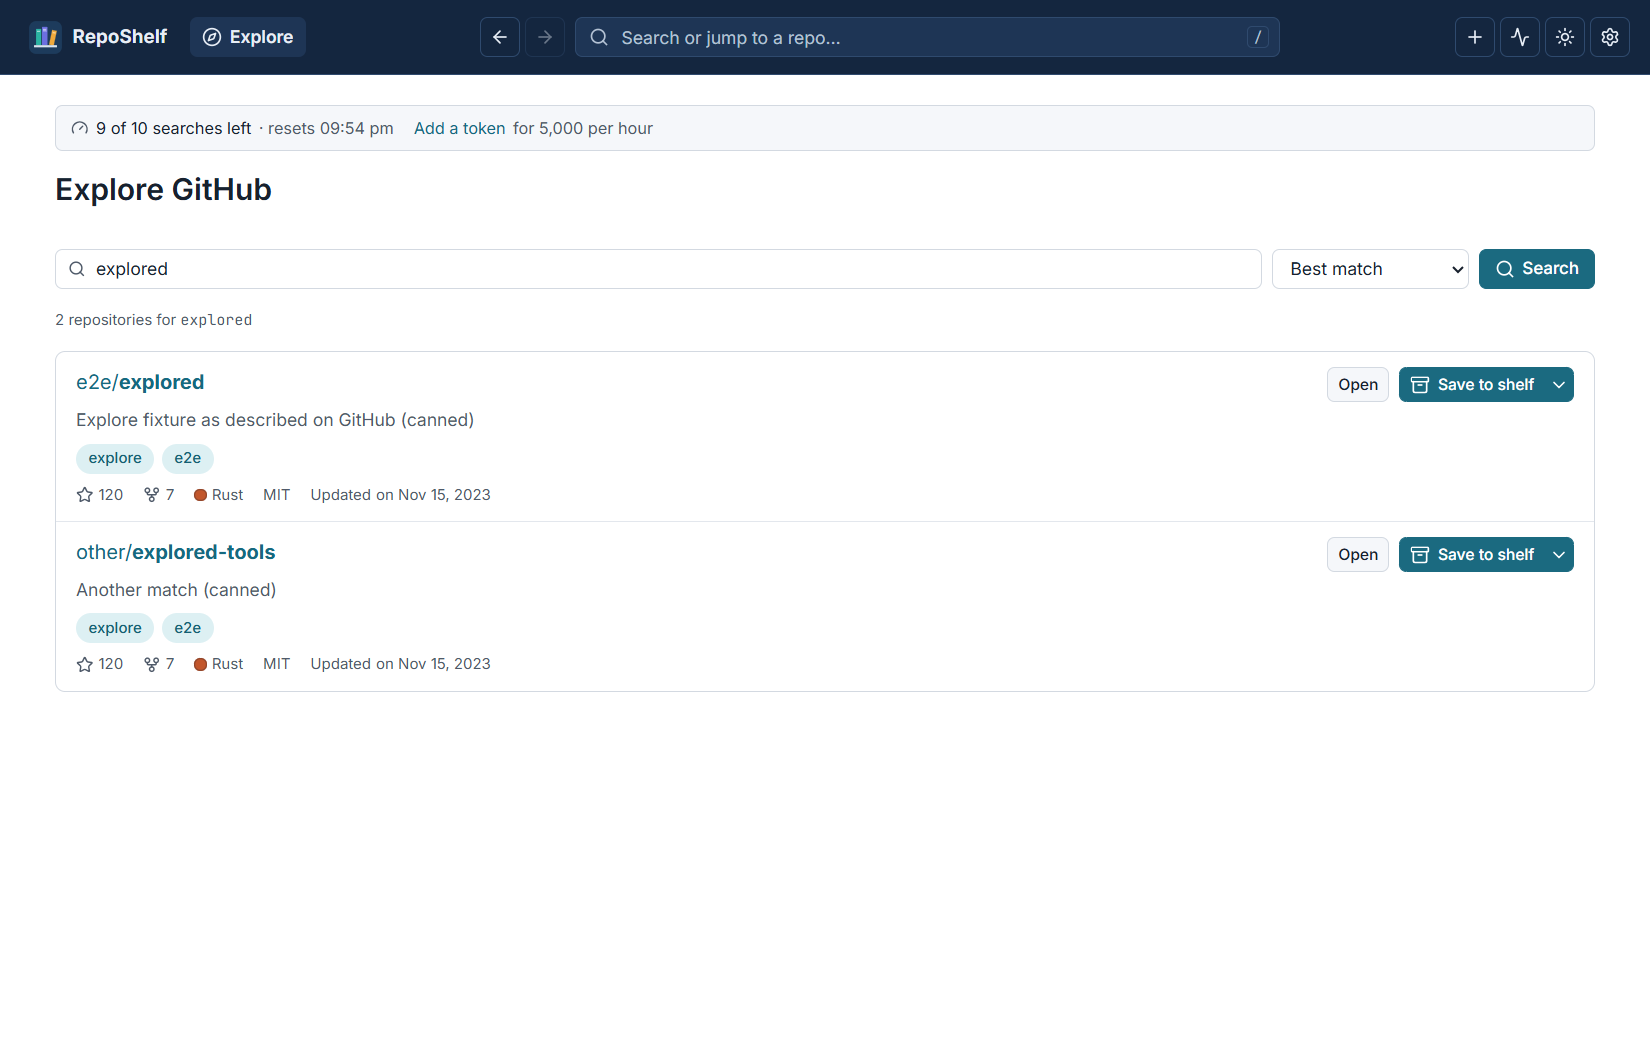 RepoShelf
Explore
Search or jump to a repo...
/
9 of 10 searches left · resets 09:54 pm Add a token for 5,000 per hour
Explore GitHub
explored
Best match
Search
2 repositories for explored
e2e/explored
Open
Save to shelf
Explore fixture as described on GitHub (canned)
explore
e2e
120 7 Rust MIT Updated on Nov 15, 2023
other/explored-tools
Open
Save to shelf
Another match (canned)
explore
e2e
120 7 Rust MIT Updated on Nov 15, 2023